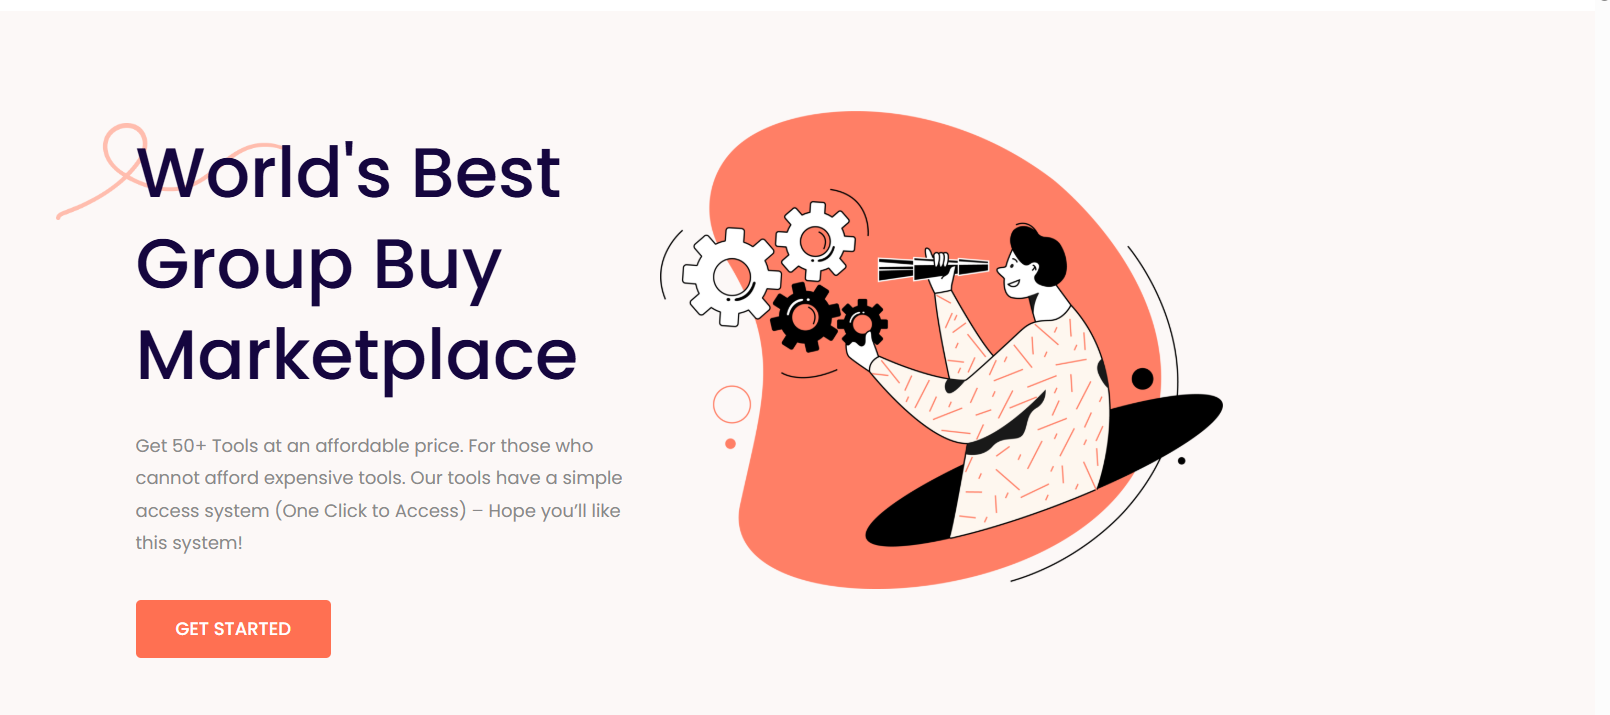 World's Best
Group Buy
Marketplace
Get 50+ Tools at an affordable price. For those who
cannot afford expensive tools. Our tools have a simple
access system (One Click to Access) – Hope you'll like
this system!
GET STARTED